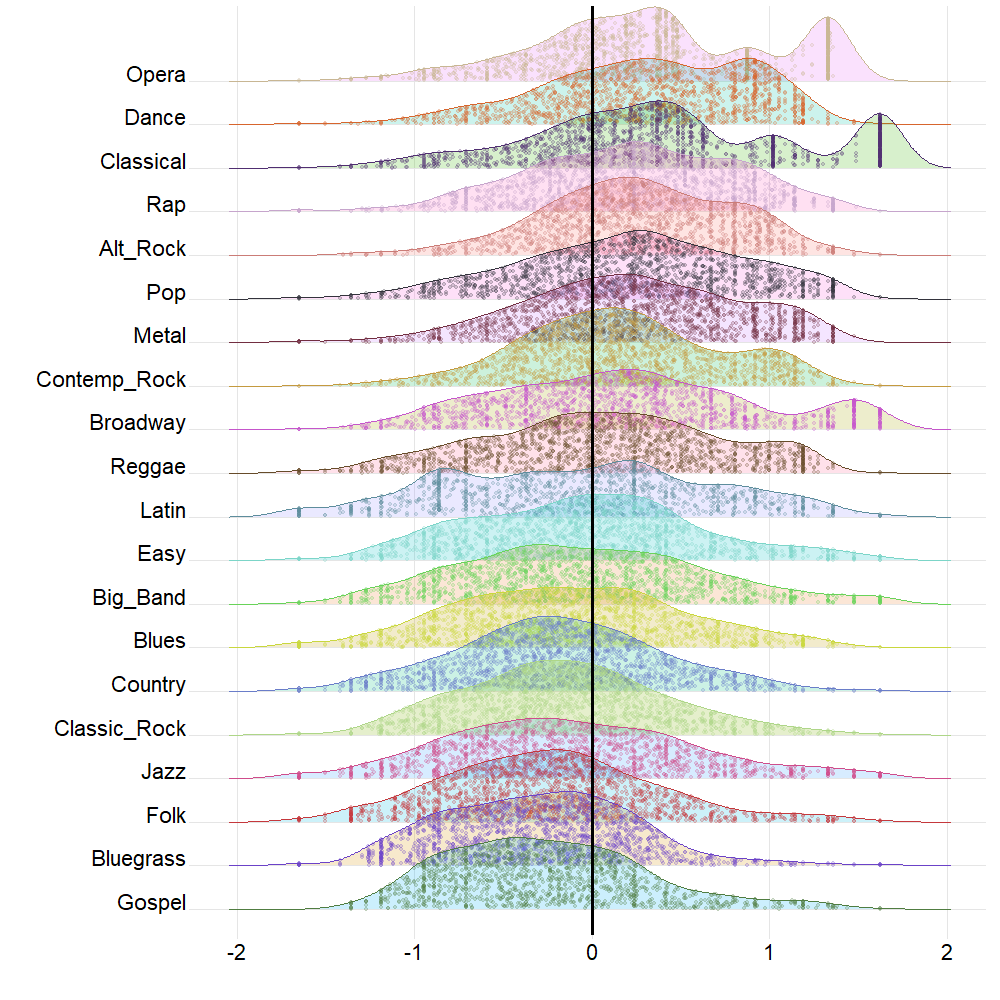 Opera
Dance
Classical
Rap
Alt_Rock
Pop
Metal
Contemp_Rock
Broadway
Reggae
Latin
Easy
Big_Band
Blues
Country
Classic_Rock
Jazz
Folk
Bluegrass
Gospel
-2 -1 0 1 2